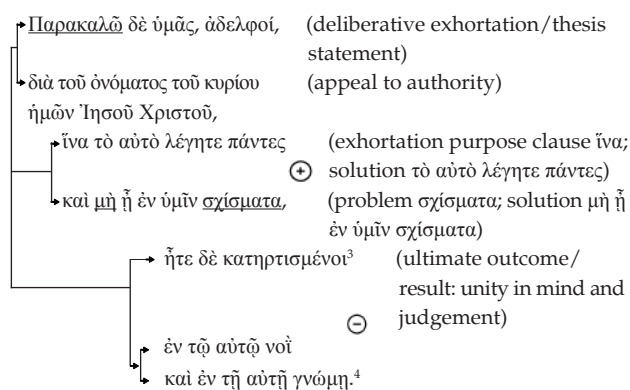 Παρακαλῶ δὲ ὑμᾶς, ἀδελφοί, (deliberative exhortation/thesis
statement)
διὰ τοῦ ὀνόματος τοῦ κυρίου (appeal to authority)
ἡμῶν Ἰησοῦ Χριστοῦ,
ἵνα τὸ αὐτὸ λέγητε πάντες (exhortation purpose clause ἵνα;
+ solution τὸ αὐτὸ λέγητε πάντες)
καὶ μὴ ᾖ ἐν ὑμῖν σχίσματα, (problem σχίσματα; solution μὴ ᾖ
ἐν ὑμῖν σχίσματα)
ἦτε δὲ κατηρτισμένοι³ (ultimate outcome/
result: unity in mind and
− judgement)
ἐν τῷ αὐτῷ νοῒ
καὶ ἐν τῇ αὐτῇ γνώμῃ.⁴